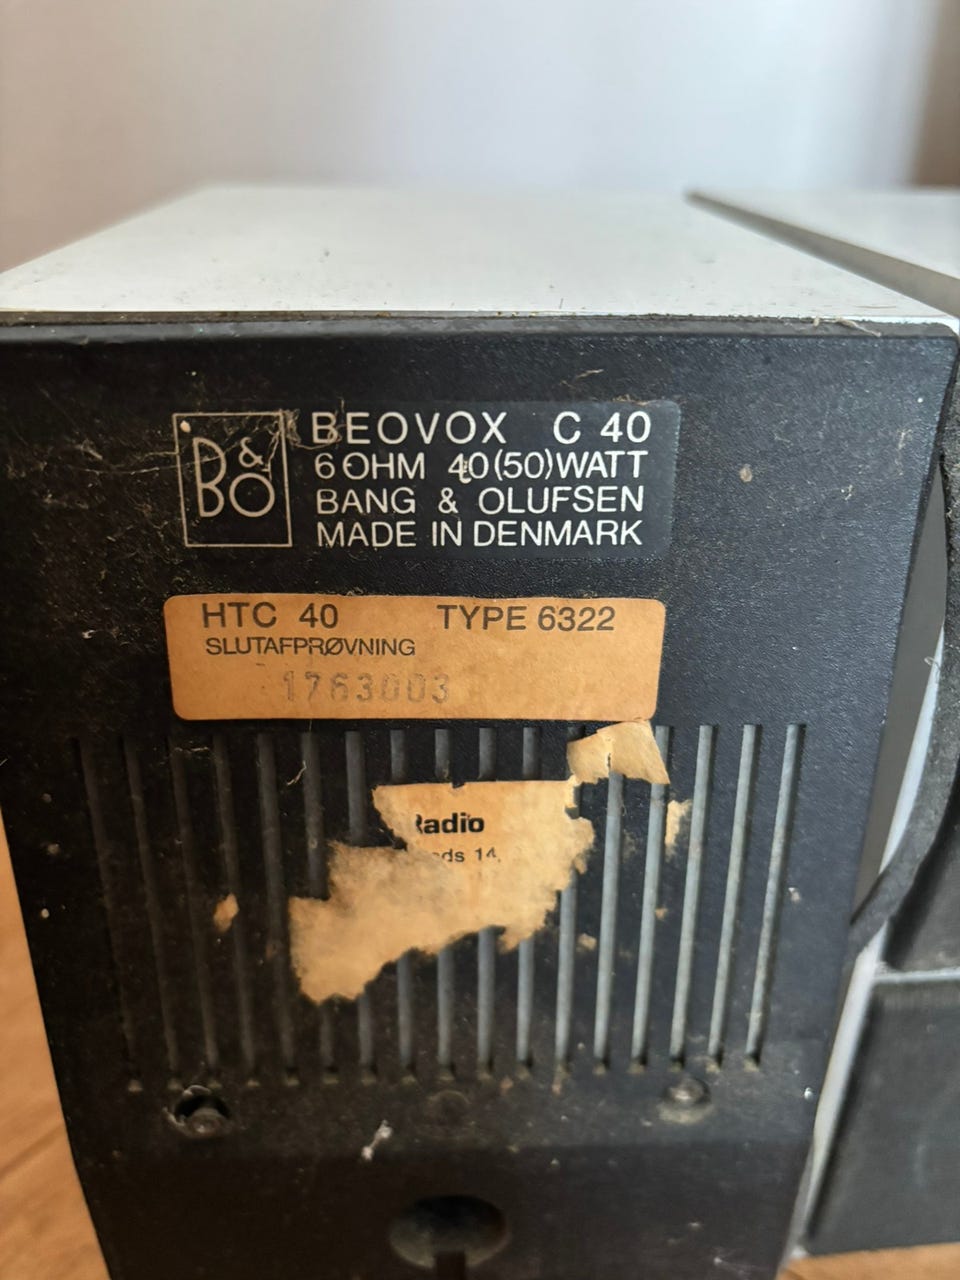 B&O
BEOVOX C 40
6 OHM 40(50)WATT
BANG & OLUFSEN
MADE IN DENMARK
HTC 40 TYPE 6322
SLUTAFPRØVNING
1763003
Radio
14,